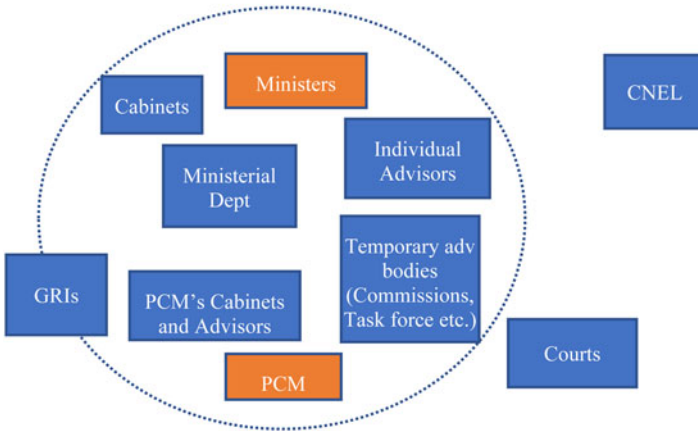 Ministers
CNEL
Cabinets
Individual
Advisors
Ministerial
Dept
Temporary adv
bodies
(Commissions,
Task force etc.)
GRIs
PCM’s Cabinets
and Advisors
Courts
PCM